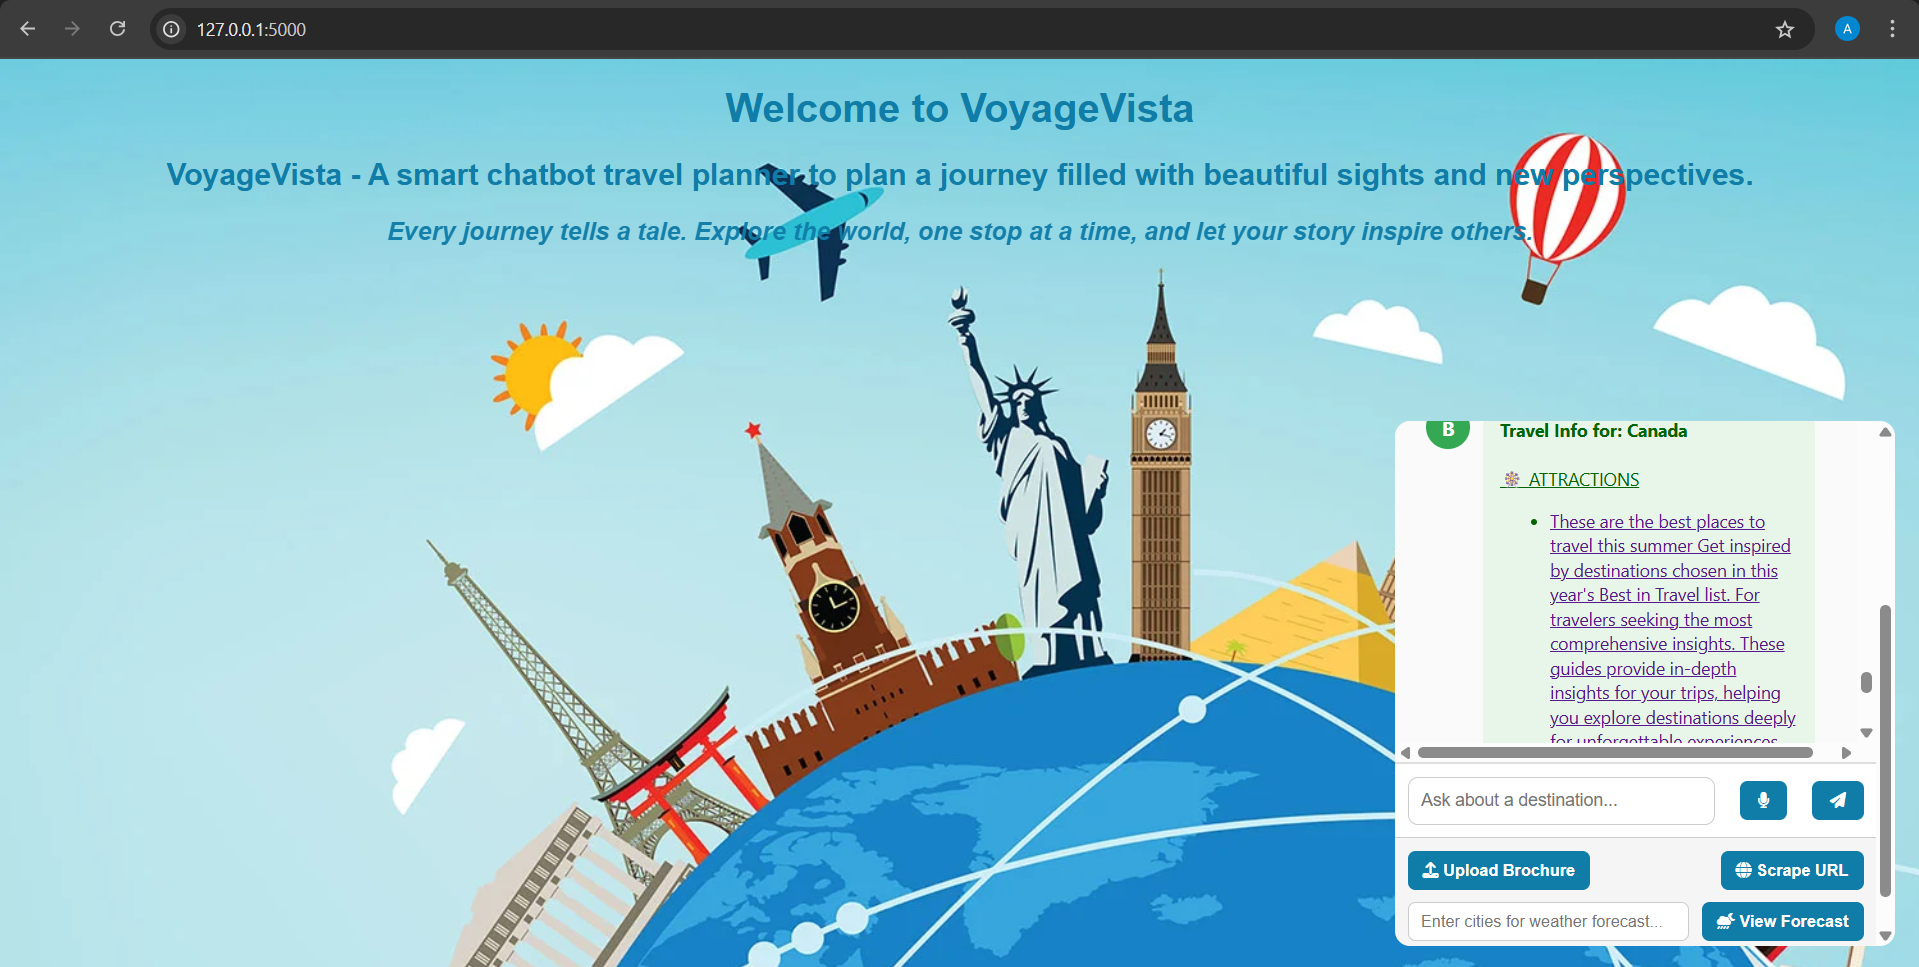 127.0.0.1:5000
A
Welcome to VoyageVista
VoyageVista - A smart chatbot travel planner to plan a journey filled with beautiful sights and new perspectives.
Every journey tells a tale. Explore the world, one stop at a time, and let your story inspire others.
B
Travel Info for: Canada
ATTRACTIONS
These are the best places to
travel this summer Get inspired
by destinations chosen in this
year's Best in Travel list. For
travelers seeking the most
comprehensive insights. These
guides provide in-depth
insights for your trips, helping
you explore destinations deeply
for unforgettable experiences
Ask about a destination...
Upload Brochure
Scrape URL
Enter cities for weather forecast...
View Forecast